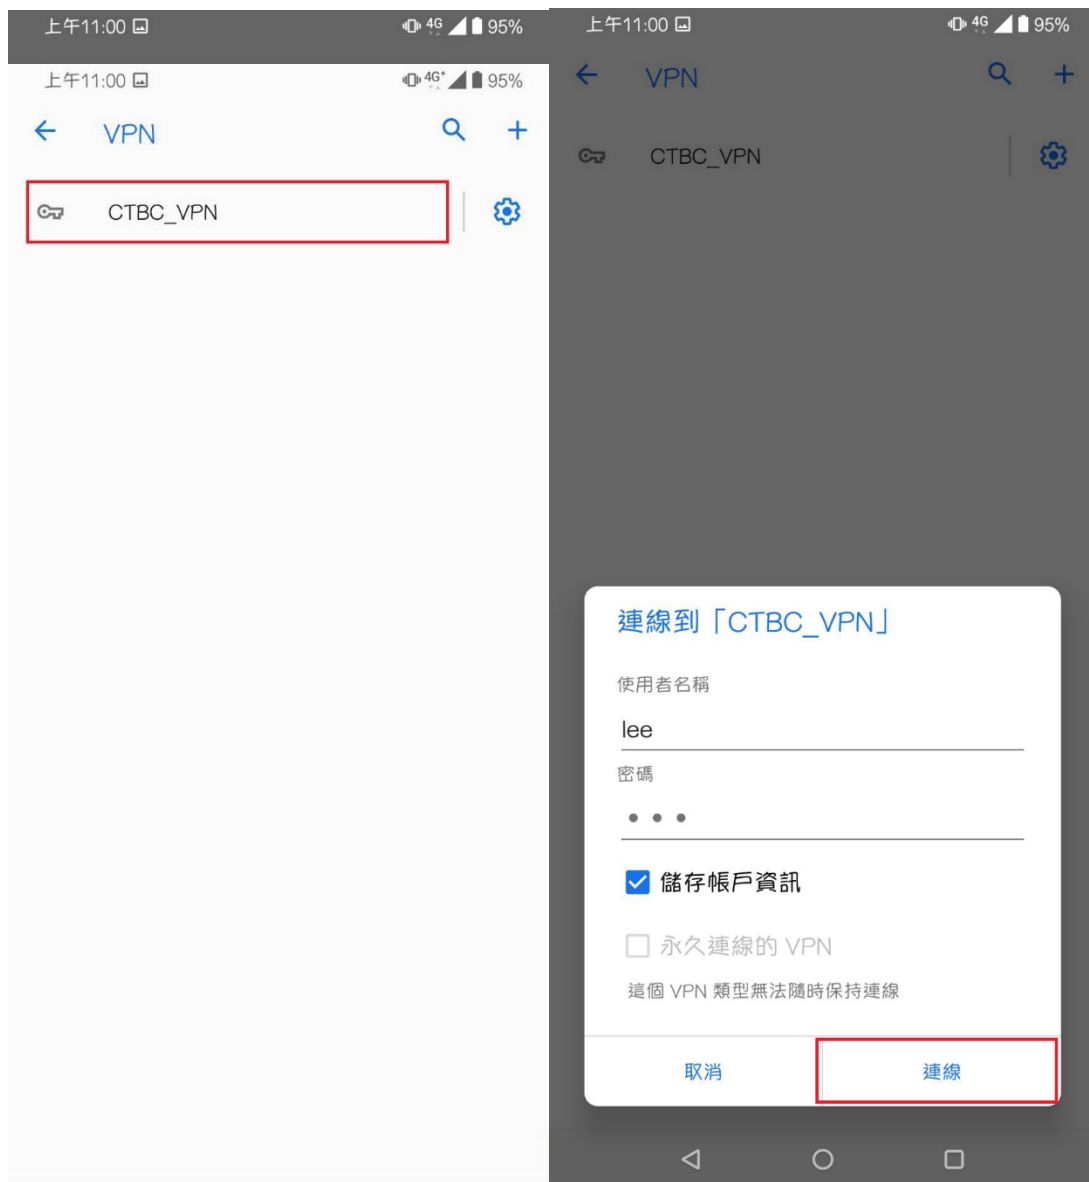 上午11:00 4G 95%
上午11:00 4G+ 95%
VPN
CTBC_VPN
上午11:00 4G 95%
VPN
CTBC_VPN
連線到「CTBC_VPN」
使用者名稱
lee
密碼
•••
儲存帳戶資訊
永久連線的 VPN
這個 VPN 類型無法隨時保持連線
取消 連線